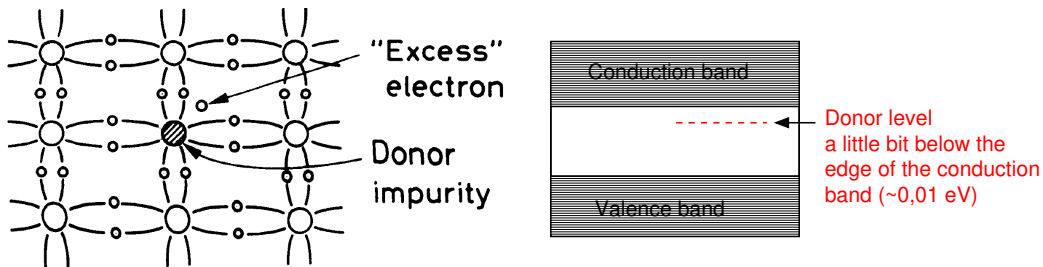 "Excess"
electron
Donor
impurity
Conduction band
Valence band
Donor level
a little bit below the
edge of the conduction
band (~0,01 eV)